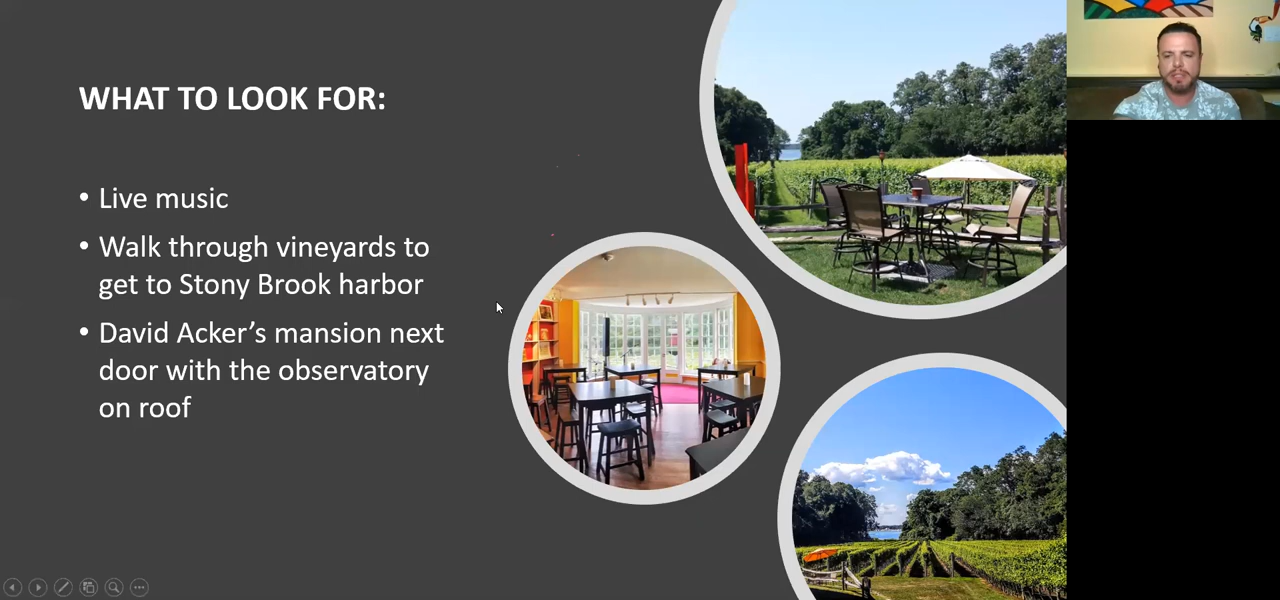 WHAT TO LOOK FOR:
• Live music
• Walk through vineyards to
get to Stony Brook harbor
• David Acker's mansion next
door with the observatory
on roof